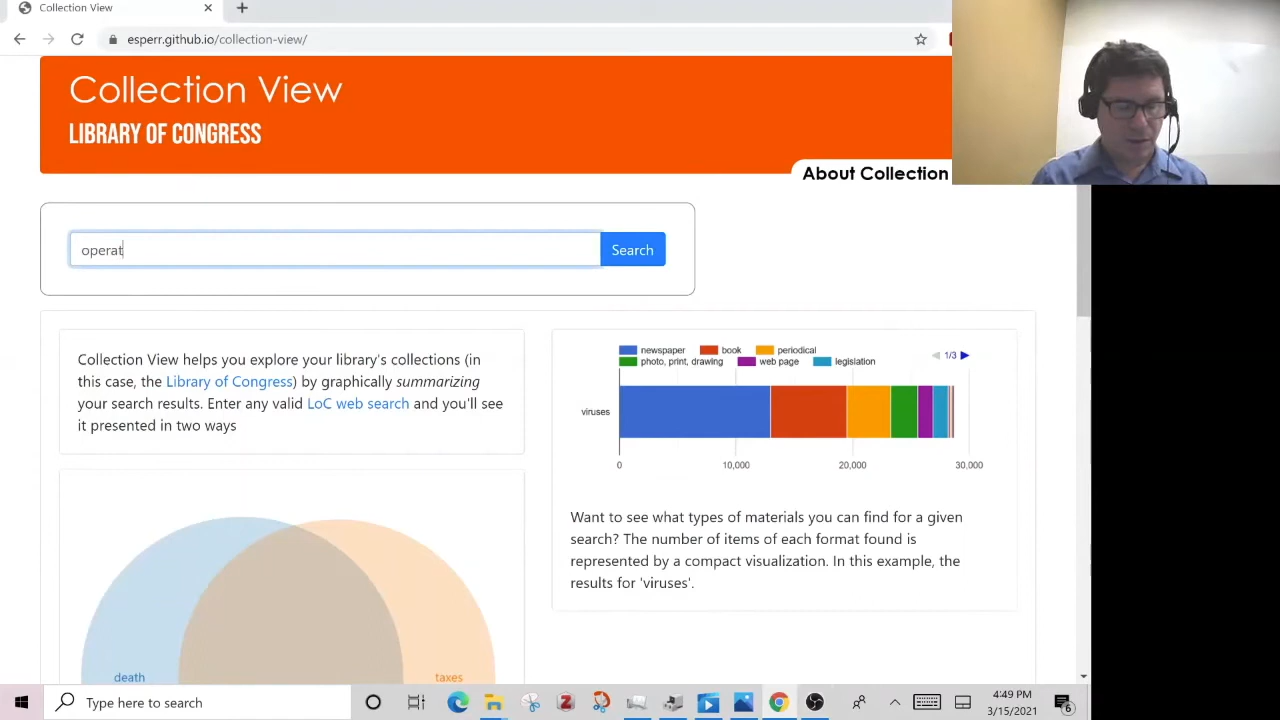 Collection View
esperr.github.io/collection-view/
Collection View
LIBRARY OF CONGRESS
About Collection
operat
Search
Collection View helps you explore your library's collections (in
this case, the Library of Congress) by graphically summarizing
your search results. Enter any valid LoC web search and you'll see
it presented in two ways
death
taxes
newspaper
book
periodical
photo, print, drawing
web page
legislation
1/3
viruses
0
10,000
20,000
30,000
Want to see what types of materials you can find for a given
search? The number of items of each format found is
represented by a compact visualization. In this example, the
results for 'viruses'.
Type here to search
4:49 PM
3/15/2021
6